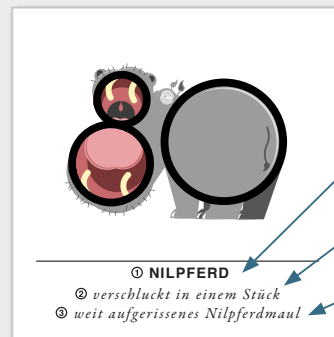 ① NILPFERD
② verschluckt in einem Stück
③ weit aufgerissenes Nilpferdmaul